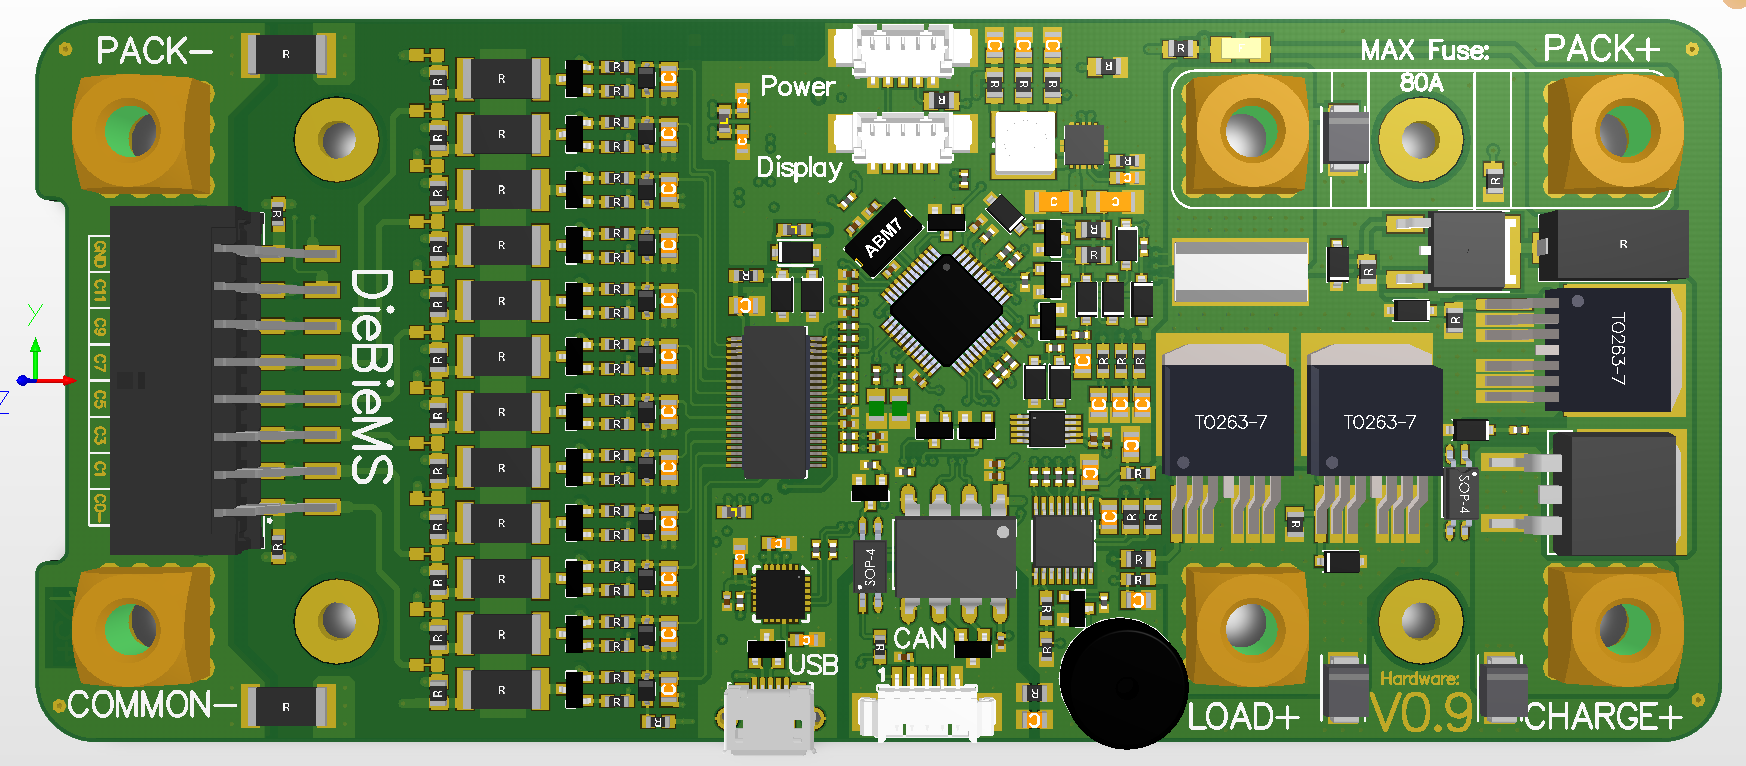 PACK-
R
Power
Display
MAX Fuse:
80A
PACK+
ABM7
R
GND
C11
C9
C7
C5
C3
C1
C0-
DieBieMS
TO263-7
TO263-7
TO263-7
SOP-4
SOP-4
CAN
1
USB
COMMON-
R
LOAD+
Hardware:
V0.9
CHARGE+
Y
Z